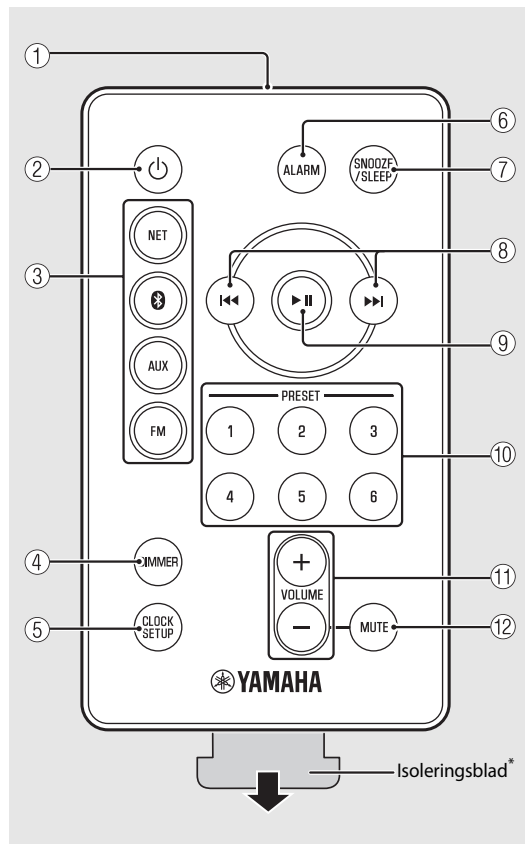 ①
②
⑥
ALARM
SNOOZE
/SLEEP
⑦
③
NET
AUX
FM
⑧
⑨
PRESET
1 2 3
4 5 6
⑩
④
DIMMER
⑤
CLOCK
SETUP
+
VOLUME
–
⑪
MUTE
⑫
YAMAHA
Isoleringsblad*